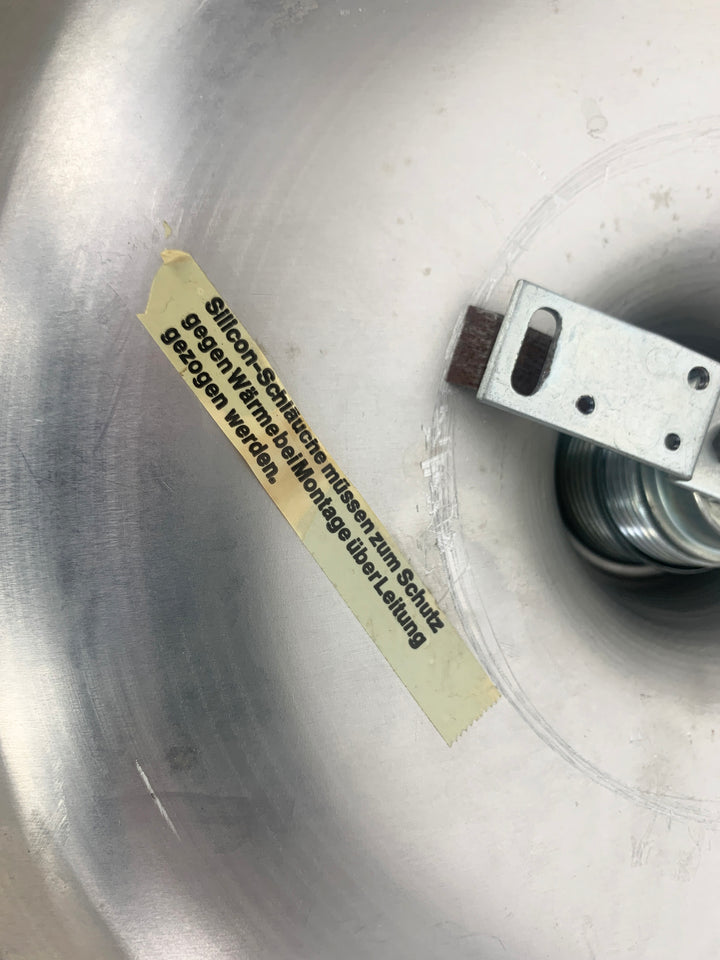 Silicon-Schläuche müssen zum Schutz
gegen Wärme bei Montage über Leitung
gezogen werden.